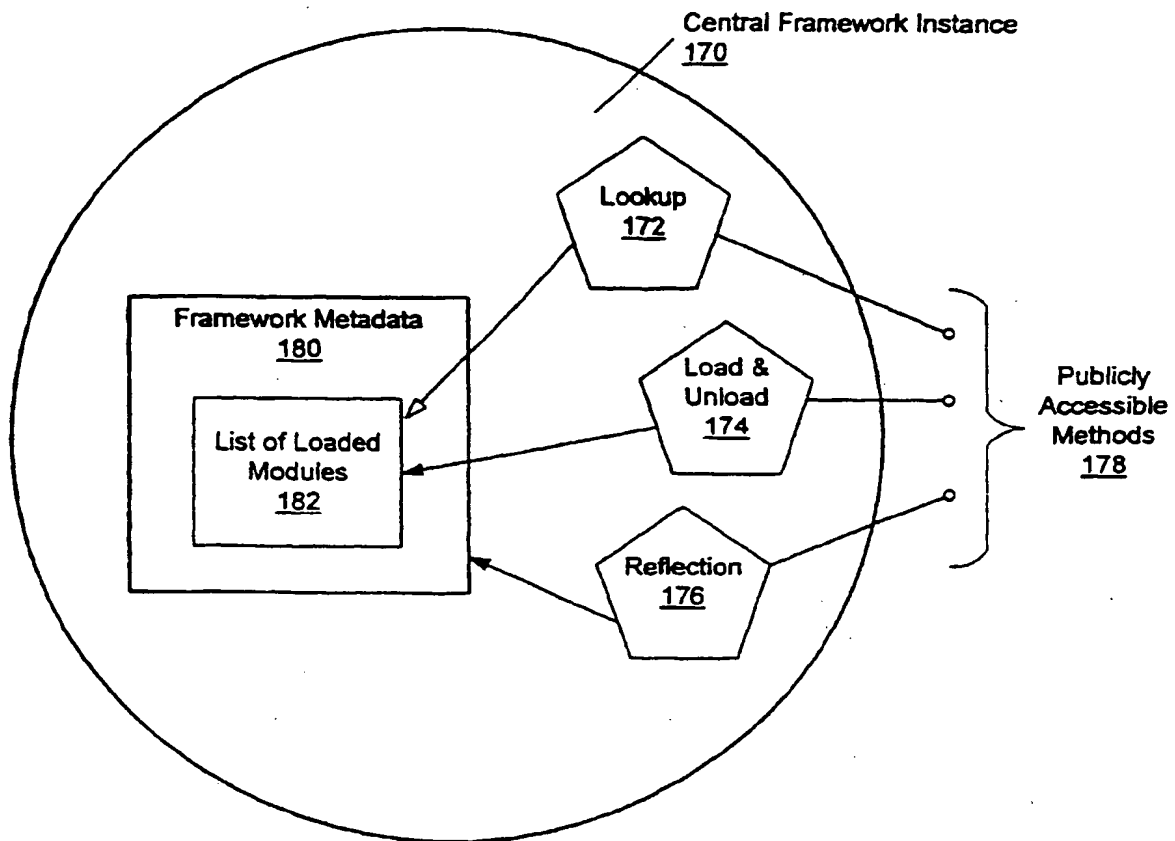 Central Framework Instance
170
Lookup
172
Framework Metadata
180
Load &
Unload
174
List of Loaded
Modules
182
Reflection
176
Publicly
Accessible
Methods
178